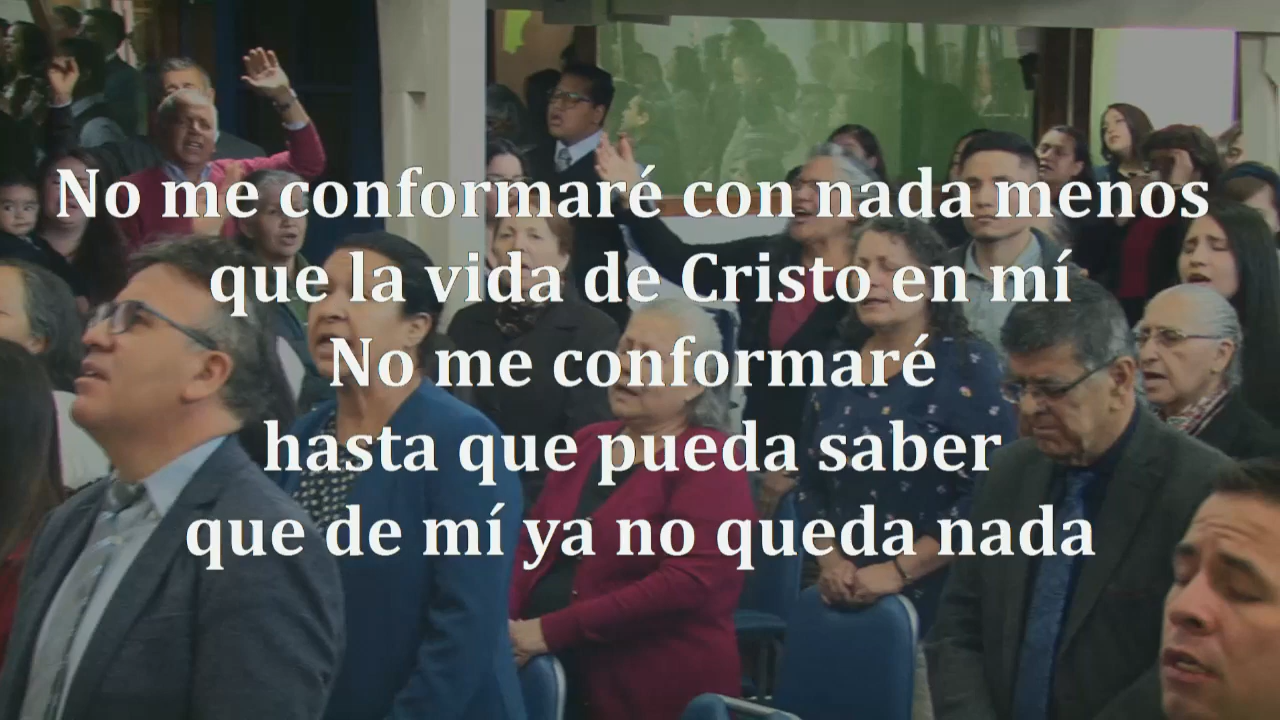 No me conformaré con nada menos
que la vida de Cristo en mí
No me conformaré
hasta que pueda saber
que de mí ya no queda nada